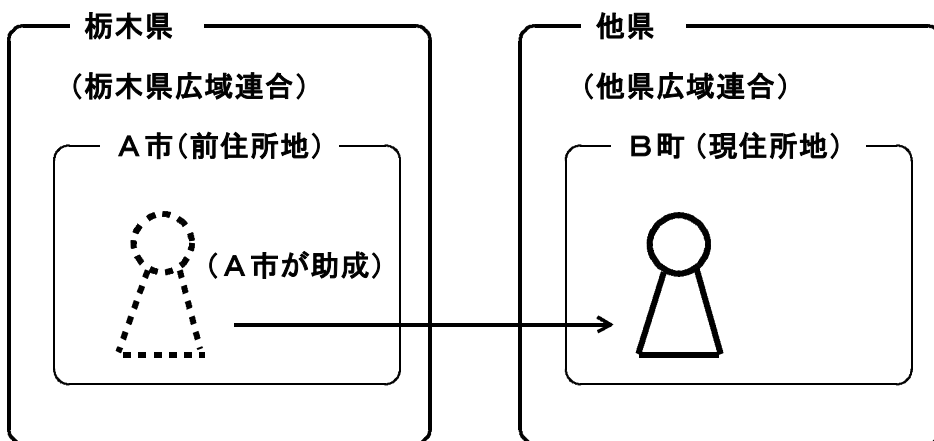 栃木県
（栃木県広域連合）
Ａ市（前住所地）
（Ａ市が助成）
他県
（他県広域連合）
Ｂ町（現住所地）